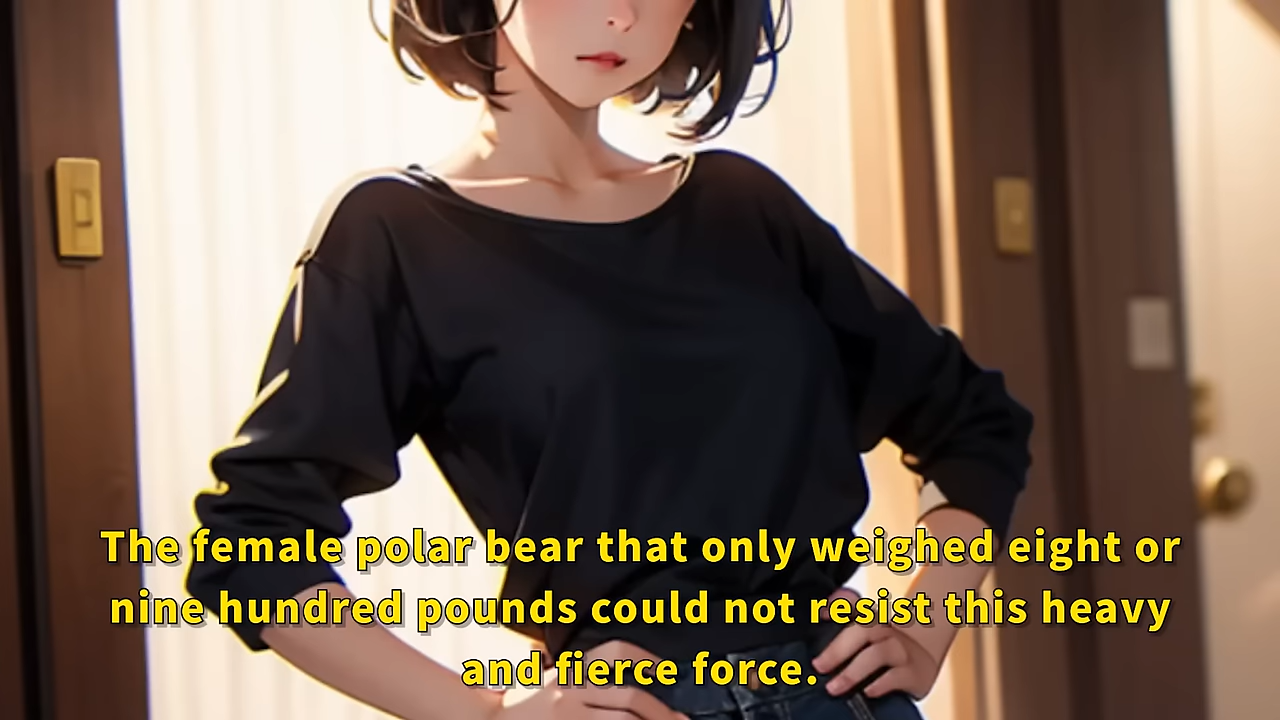 The female polar bear that only weighed eight or
nine hundred pounds could not resist this heavy
and fierce force.